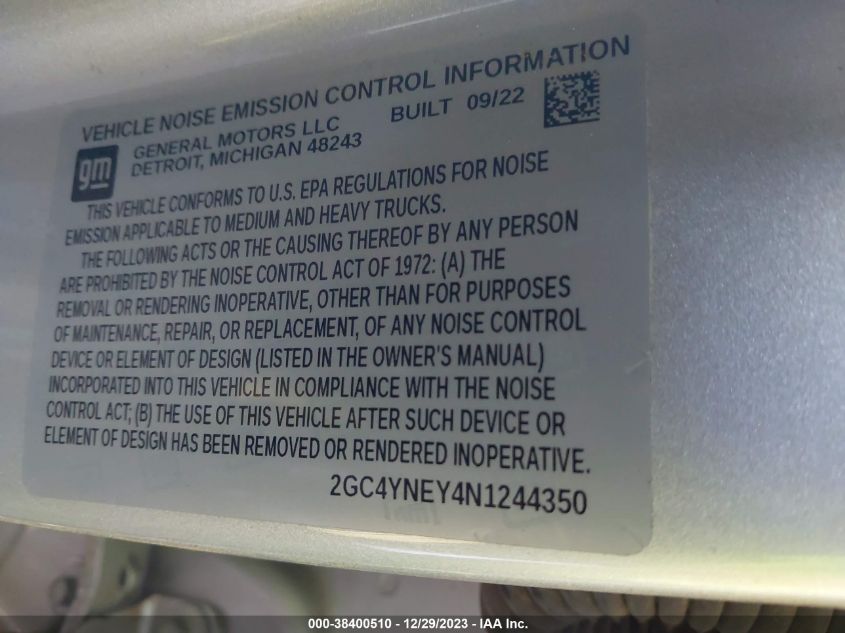 VEHICLE NOISE EMISSION CONTROL INFORMATION
gm
GENERAL MOTORS LLC
DETROIT, MICHIGAN 48243
BUILT 09/22
THIS VEHICLE CONFORMS TO U.S. EPA REGULATIONS FOR NOISE
EMISSION APPLICABLE TO MEDIUM AND HEAVY TRUCKS.
THE FOLLOWING ACTS OR THE CAUSING THEREOF BY ANY PERSON
ARE PROHIBITED BY THE NOISE CONTROL ACT OF 1972: (A) THE
REMOVAL OR RENDERING INOPERATIVE, OTHER THAN FOR PURPOSES
OF MAINTENANCE, REPAIR, OR REPLACEMENT, OF ANY NOISE CONTROL
DEVICE OR ELEMENT OF DESIGN (LISTED IN THE OWNER'S MANUAL)
INCORPORATED INTO THIS VEHICLE IN COMPLIANCE WITH THE NOISE
CONTROL ACT; (B) THE USE OF THIS VEHICLE AFTER SUCH DEVICE OR
ELEMENT OF DESIGN HAS BEEN REMOVED OR RENDERED INOPERATIVE.
2GC4YNEY4N1244350
000-38400510 - 12/29/2023 - IAA Inc.